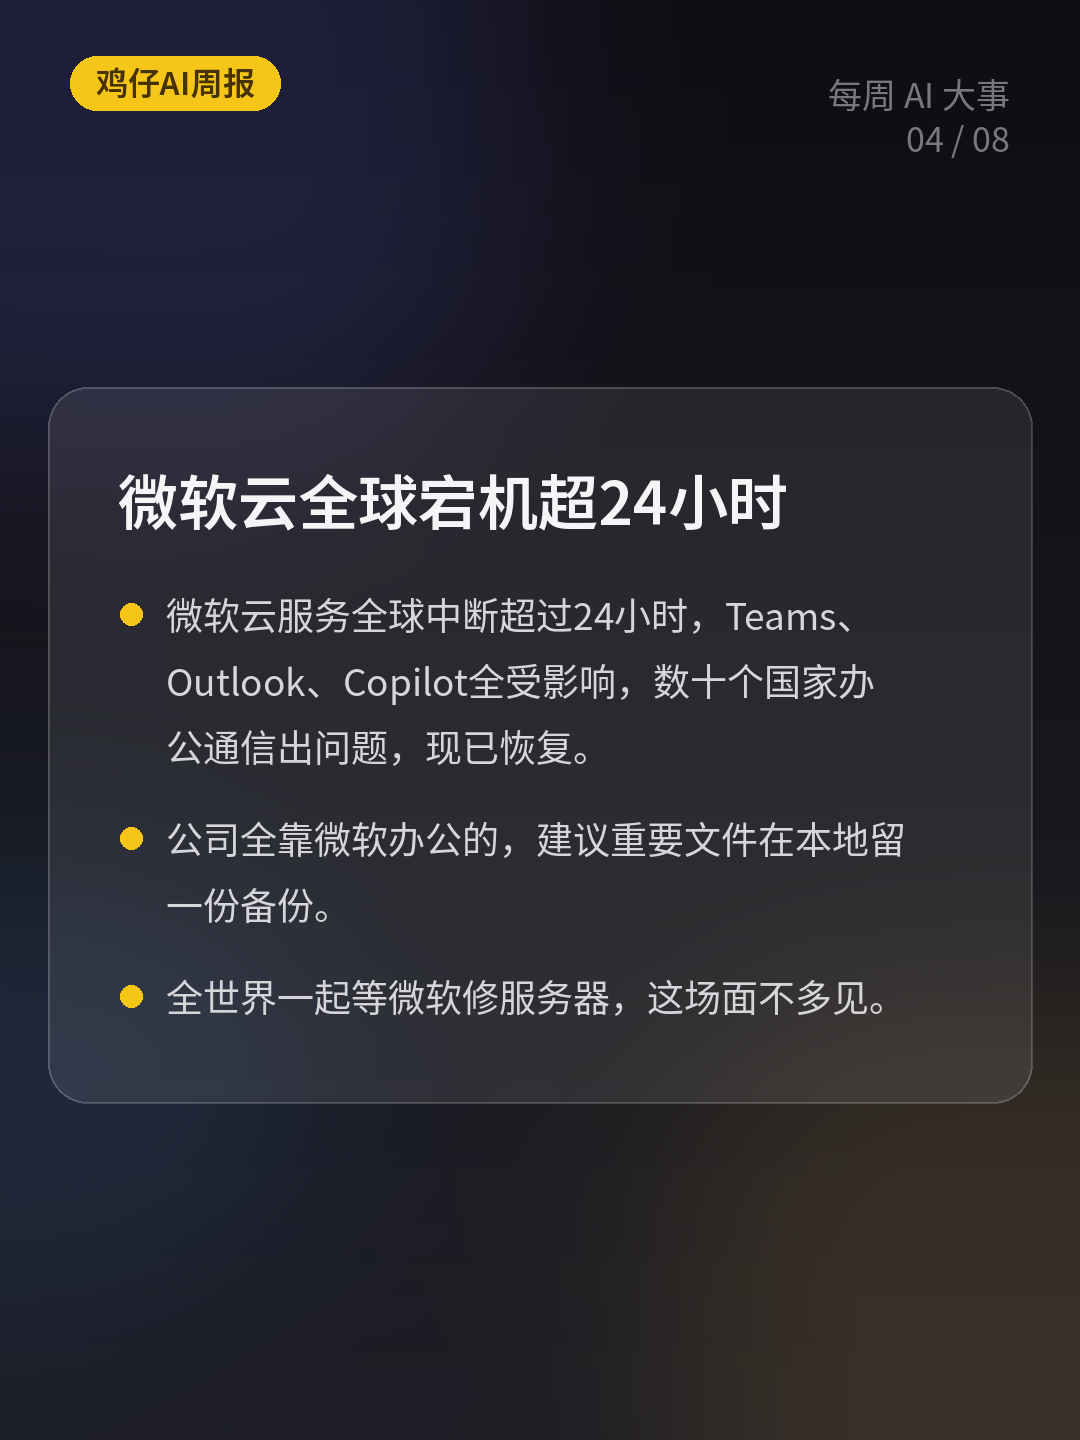 鸡仔AI周报
每周 AI 大事
04 / 08
微软云全球宕机超24小时
微软云服务全球中断超过24小时，Teams、
Outlook、Copilot全受影响，数十个国家办
公通信出问题，现已恢复。
公司全靠微软办公的，建议重要文件在本地留
一份备份。
全世界一起等微软修服务器，这场面不多见。